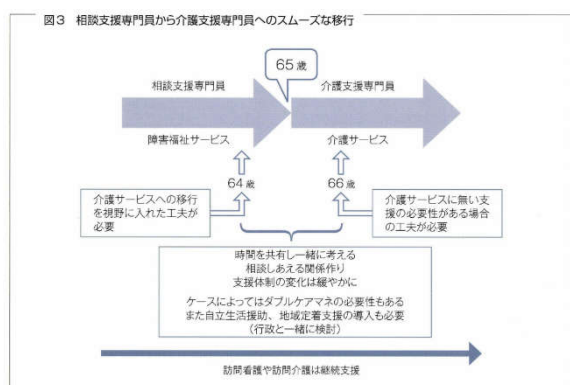 図3 相談支援専門員から介護支援専門員へのスムーズな移行
65歳
相談支援専門員
介護支援専門員
障害福祉サービス
介護サービス
64歳
66歳
介護サービスへの移行
を視野に入れた工夫が
必要
介護サービスに無い支
援の必要性がある場合
の工夫が必要
時間を共有し一緒に考える
相談しあえる関係作り
支援体制の変化は緩やかに
ケースによってはダブルケアマネの必要性もある
また自立生活援助、地域定着支援の導入も必要
(行政と一緒に検討)
訪問看護や訪問介護は継続支援